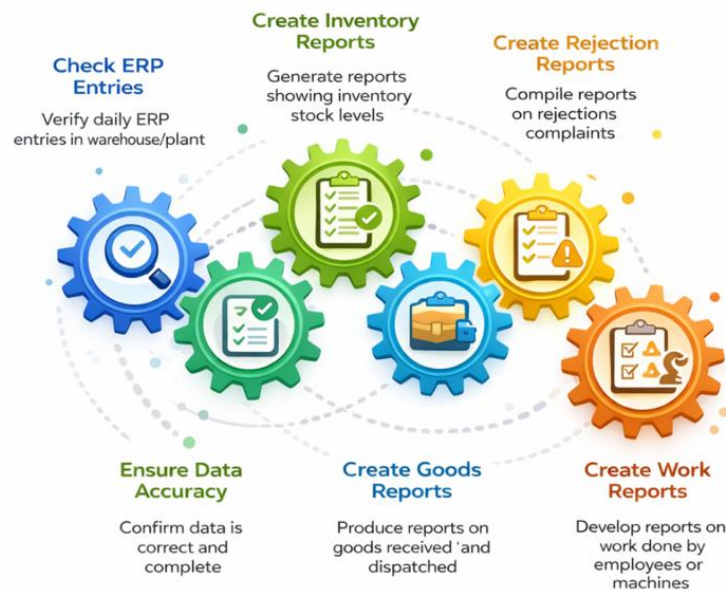 Create Inventory
Reports
Generate reports
showing inventory
stock levels
Check ERP
Entries
Verify daily ERP
entries in warehouse/plant
Create Rejection
Reports
Compile reports
on rejections
complaints
Ensure Data
Accuracy
Confirm data is
correct and
complete
Create Goods
Reports
Produce reports on
goods received 'and
dispatched
Create Work
Reports
Develop reports on
work done by
employees or
machines